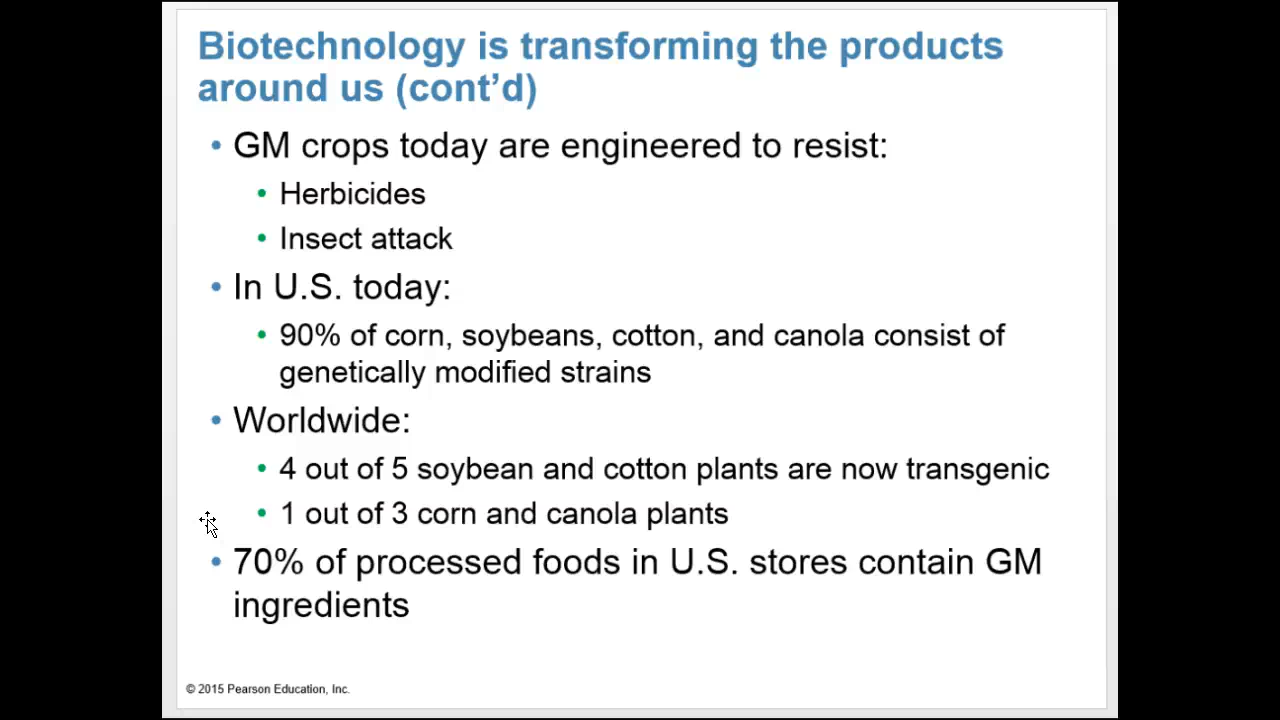 Biotechnology is transforming the products
around us (cont’d)
• GM crops today are engineered to resist:
• Herbicides
• Insect attack
• In U.S. today:
• 90% of corn, soybeans, cotton, and canola consist of
genetically modified strains
• Worldwide:
• 4 out of 5 soybean and cotton plants are now transgenic
• 1 out of 3 corn and canola plants
• 70% of processed foods in U.S. stores contain GM
ingredients
© 2015 Pearson Education, Inc.